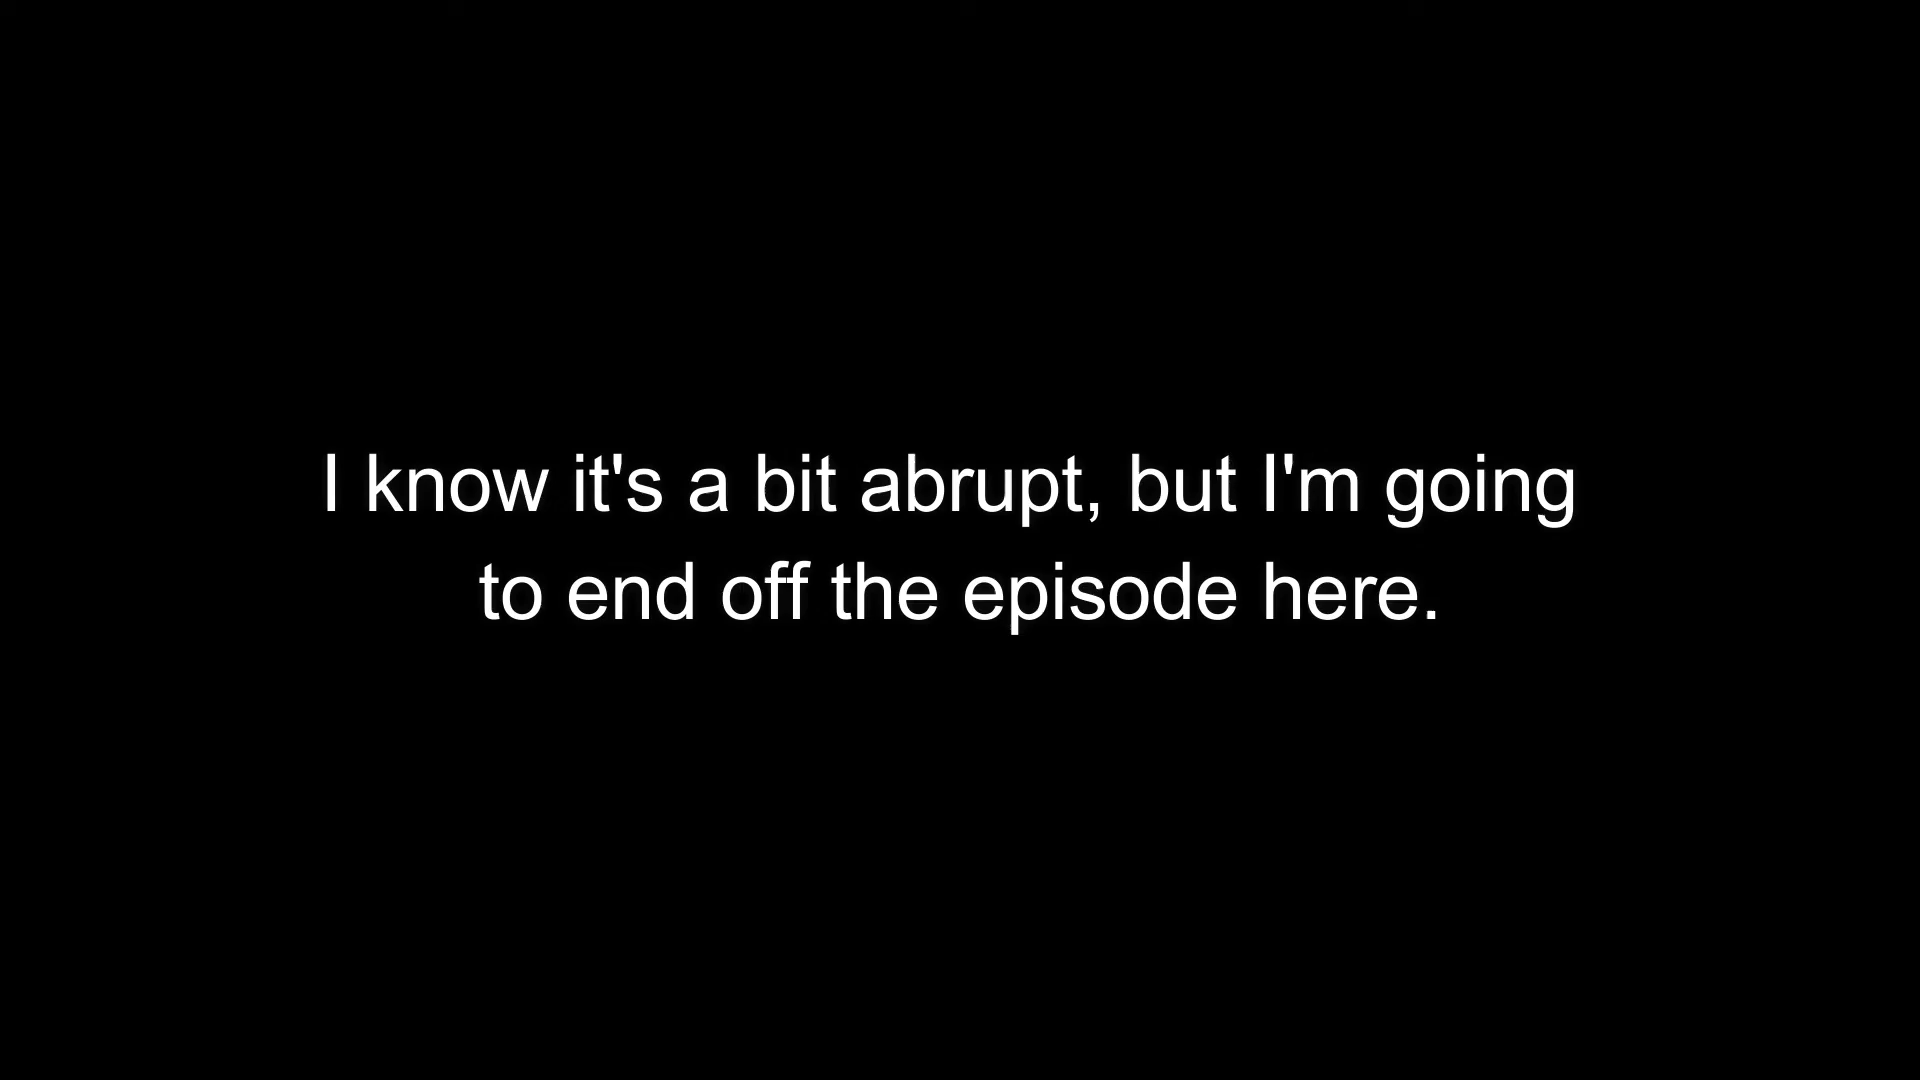 I know it's a bit abrupt, but I'm going
to end off the episode here.